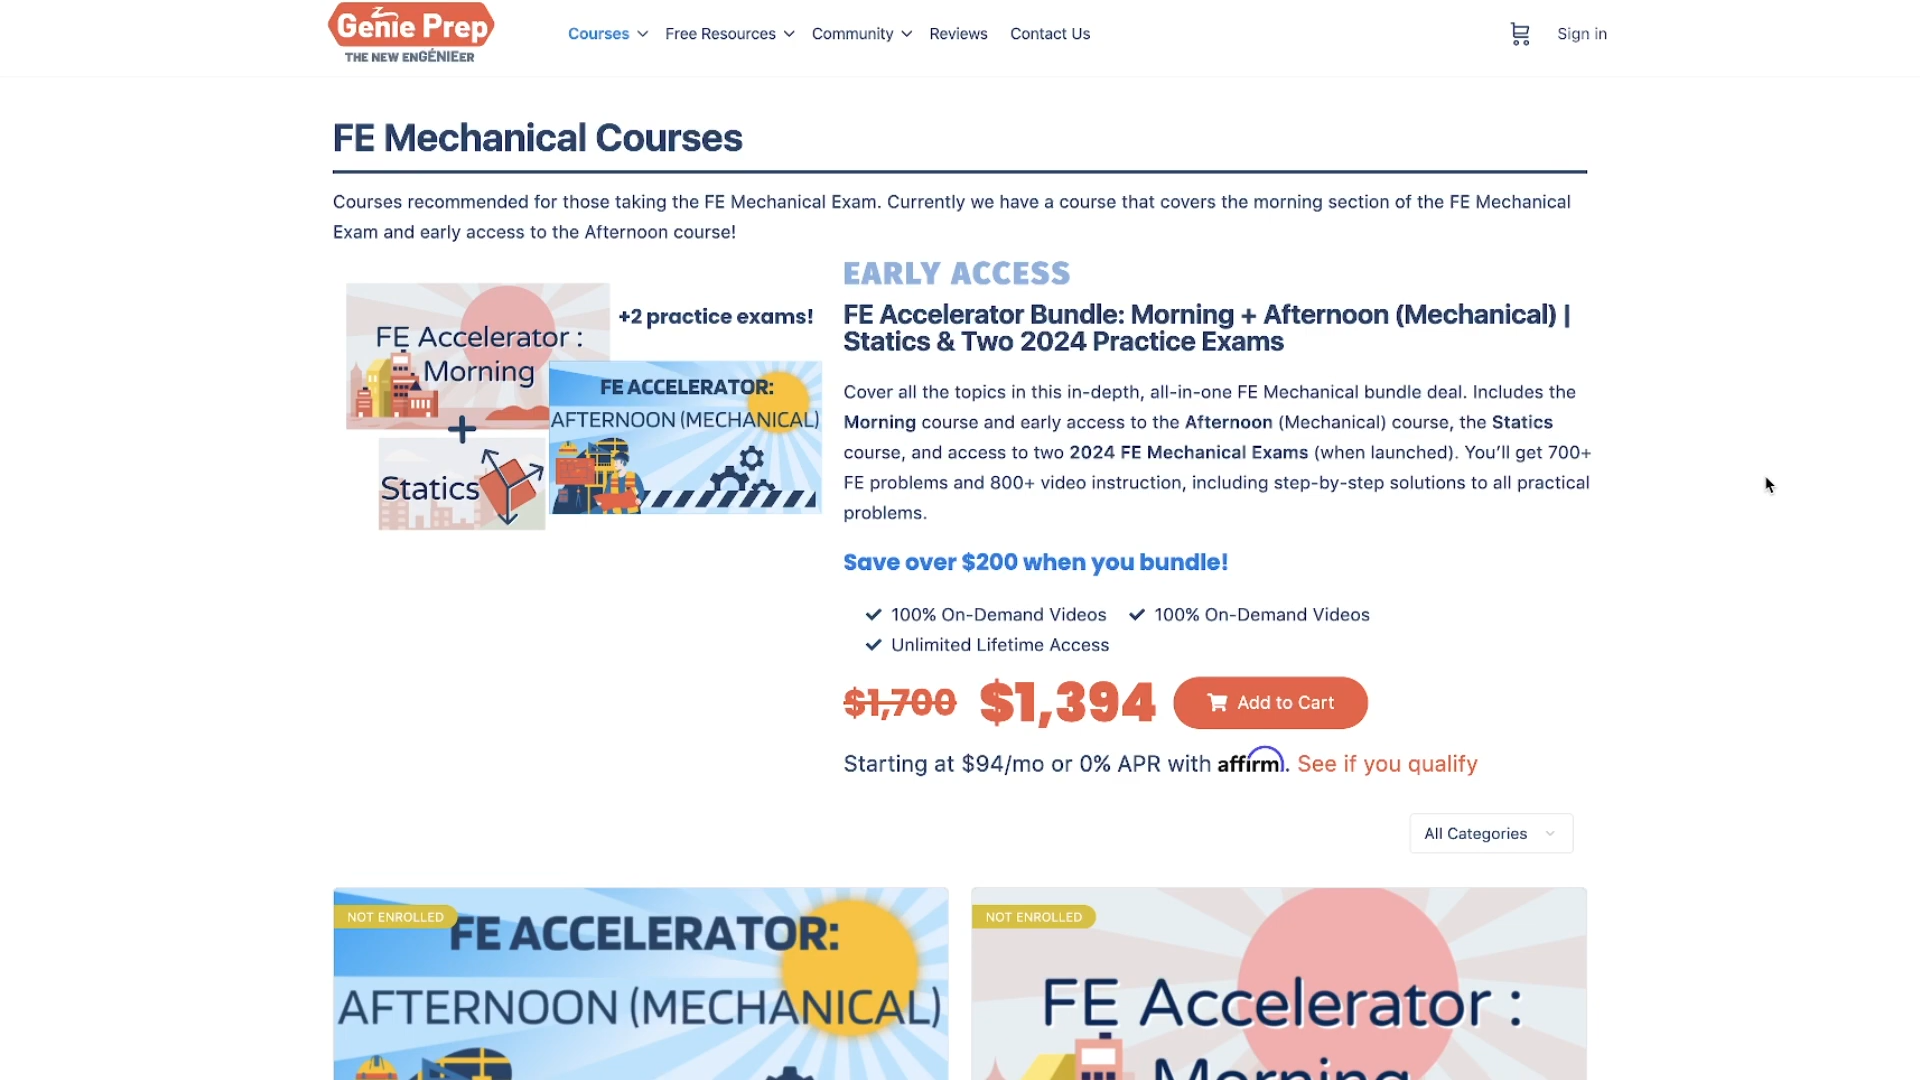 Genie Prep
THE NEW ENGÉNIEER
Courses
Free Resources
Community
Reviews
Contact Us
Sign in
FE Mechanical Courses
Courses recommended for those taking the FE Mechanical Exam. Currently we have a course that covers the morning section of the FE Mechanical
Exam and early access to the Afternoon course!
FE Accelerator :
Morning
+2 practice exams!
FE ACCELERATOR:
AFTERNOON (MECHANICAL)
+
Statics
EARLY ACCESS
FE Accelerator Bundle: Morning + Afternoon (Mechanical) |
Statics & Two 2024 Practice Exams
Cover all the topics in this in-depth, all-in-one FE Mechanical bundle deal. Includes the
Morning course and early access to the Afternoon (Mechanical) course, the Statics
course, and access to two 2024 FE Mechanical Exams (when launched). You’ll get 700+
FE problems and 800+ video instruction, including step-by-step solutions to all practical
problems.
Save over $200 when you bundle!
100% On-Demand Videos
100% On-Demand Videos
Unlimited Lifetime Access
$1,700 $1,394
Add to Cart
Starting at $94/mo or 0% APR with affirm. See if you qualify
All Categories
NOT ENROLLED
FE ACCELERATOR:
AFTERNOON (MECHANICAL)
NOT ENROLLED
FE Accelerator :
Morning